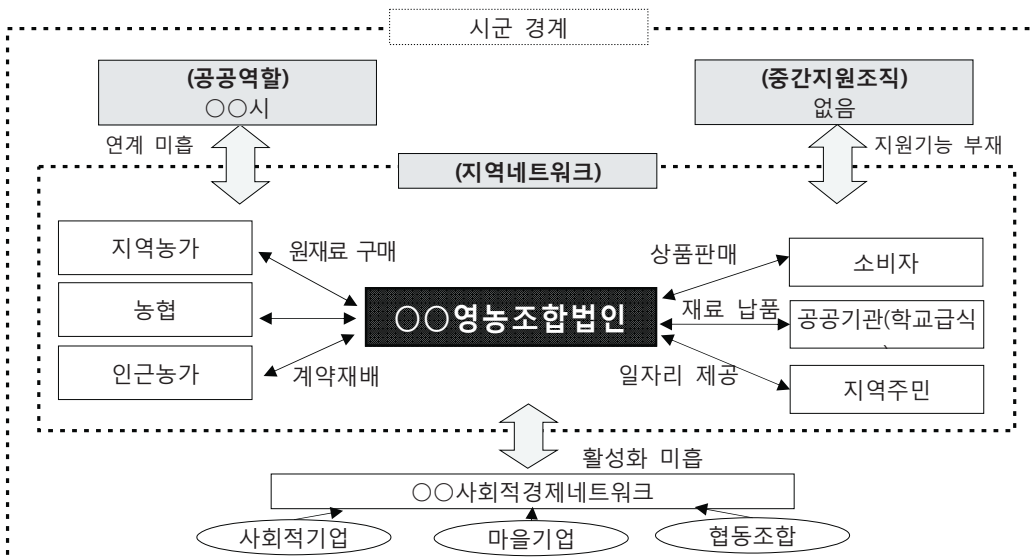 시군 경계
(공공역할)
○○시
(중간지원조직)
없음
연계 미흡
지원기능 부재
(지역네트워크)
지역농가
원재료 구매
상품판매
소비자
농협
○○영농조합법인
재료 납품
공공기관(학교급식
)
인근농가
계약재배
일자리 제공
지역주민
활성화 미흡
○○사회적경제네트워크
사회적기업
마을기업
협동조합